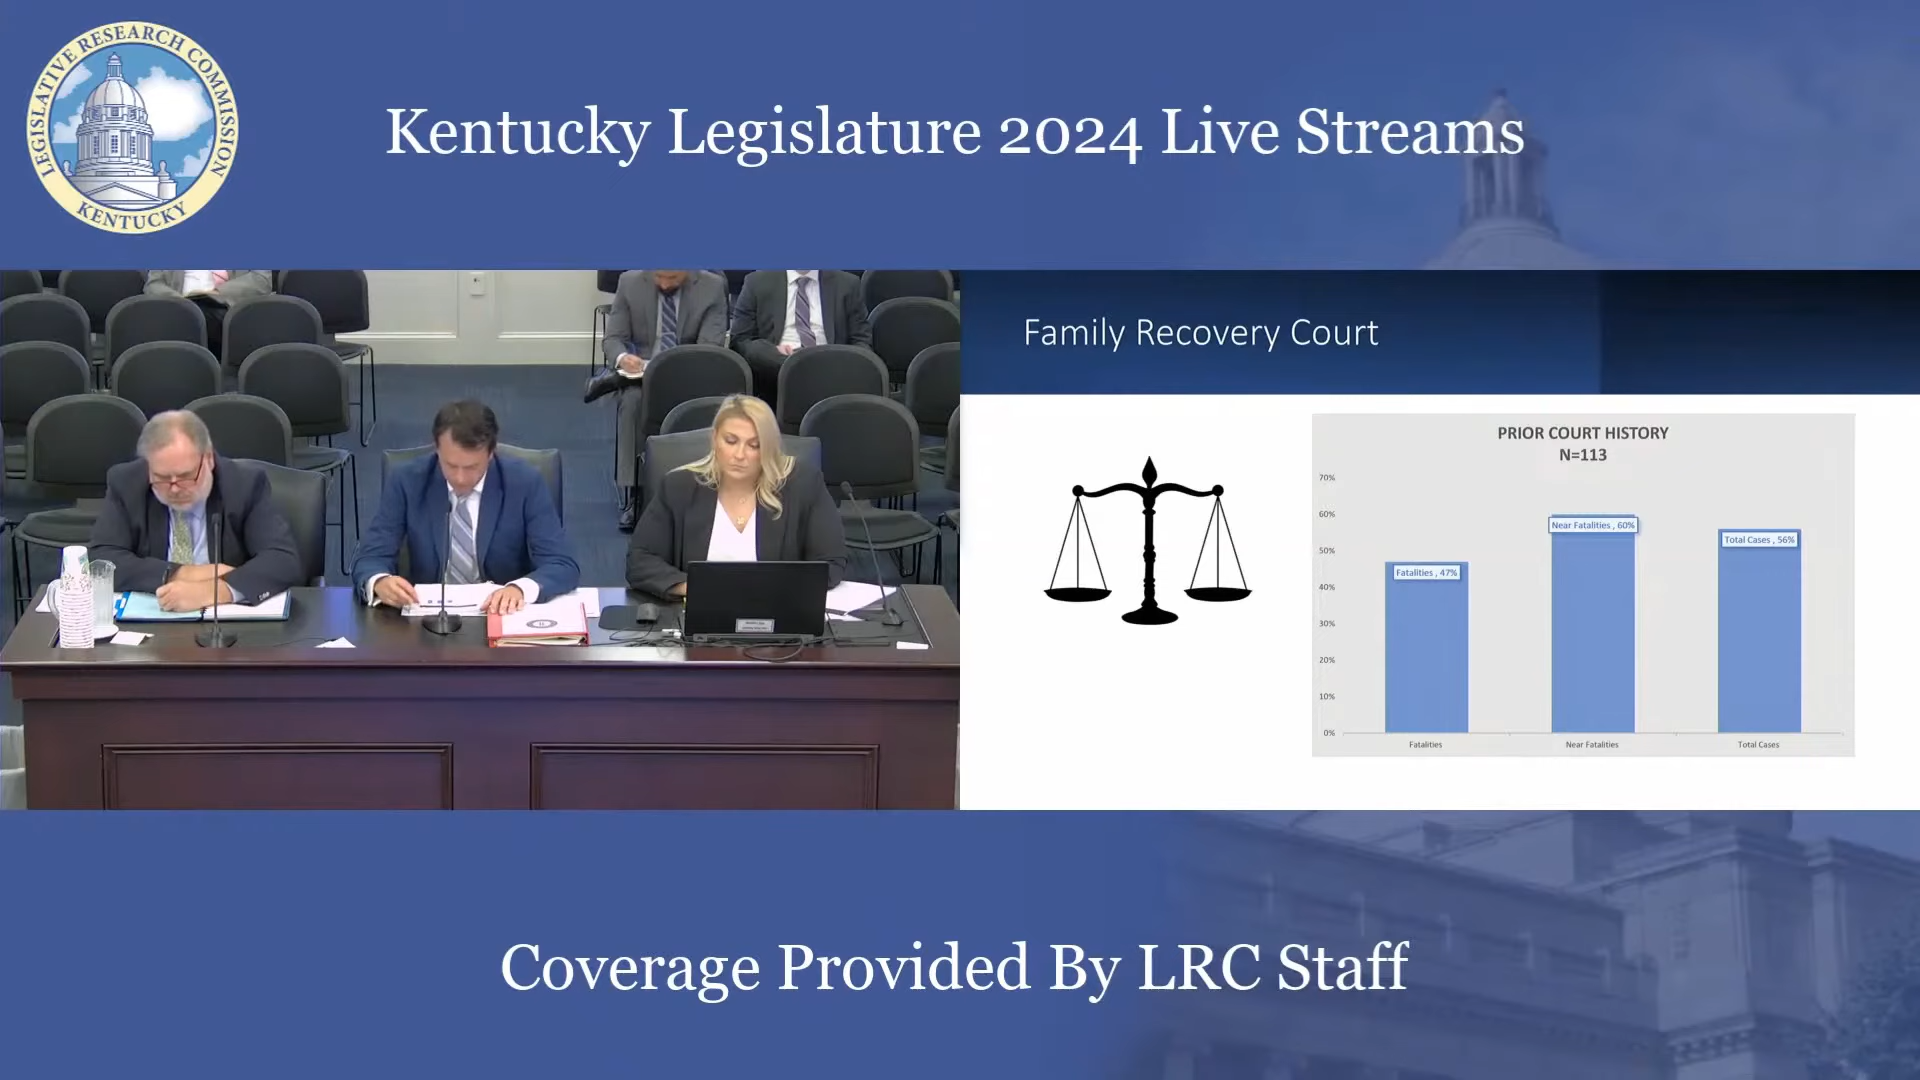 LEGISLATIVE RESEARCH COMMISSION
KENTUCKY
Kentucky Legislature 2024 Live Streams
Family Recovery Court
PRIOR COURT HISTORY
N=113
70%
60%
50%
40%
30%
20%
10%
0%
Fatalities , 47%
Near Fatalities , 60%
Total Cases , 56%
Fatalities
Near Fatalities
Total Cases
Coverage Provided By LRC Staff